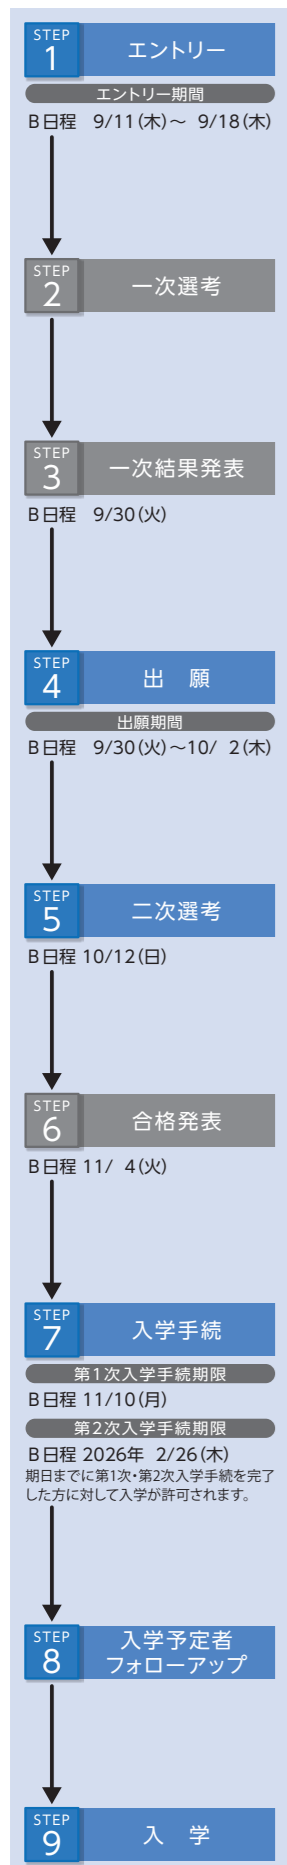 STEP
1
エントリー
エントリー期間
B日程 9/11(木)～ 9/18(木)
STEP
2
一次選考
STEP
3
一次結果発表
B日程 9/30(火)
STEP
4
出 願
出願期間
B日程 9/30(火)～10/ 2(木)
STEP
5
二次選考
B日程 10/12(日)
STEP
6
合格発表
B日程 11/ 4(火)
STEP
7
入学手続
第1次入学手続期限
B日程 11/10(月)
第2次入学手続期限
B日程 2026年 2/26(木)
期日までに第1次・第2次入学手続を完了
した方に対して入学が許可されます。
STEP
8
入学予定者
フォローアップ
STEP
9
入 学